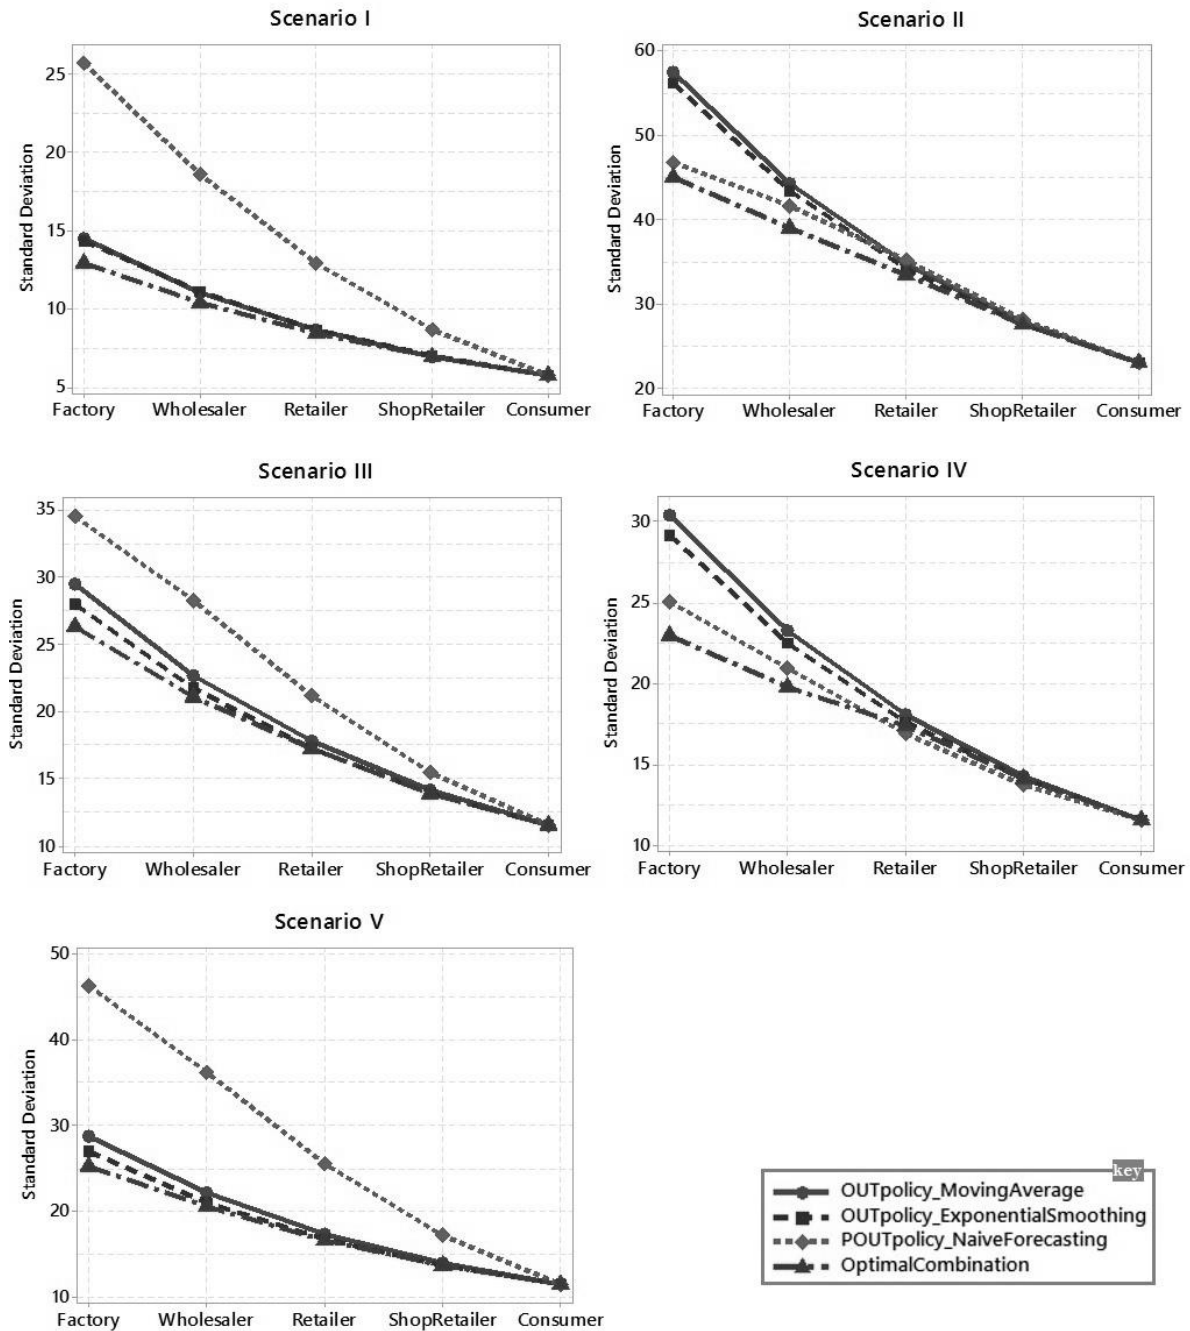 Scenario I
Standard Deviation
25
20
15
10
5
Factory Wholesaler Retailer ShopRetailer Consumer
Scenario II
Standard Deviation
60
50
40
30
20
Factory Wholesaler Retailer ShopRetailer Consumer
Scenario III
Standard Deviation
35
30
25
20
15
10
Factory Wholesaler Retailer ShopRetailer Consumer
Scenario IV
Standard Deviation
30
25
20
15
10
Factory Wholesaler Retailer ShopRetailer Consumer
Scenario V
Standard Deviation
50
40
30
20
10
Factory Wholesaler Retailer ShopRetailer Consumer
key
OUTpolicy_MovingAverage
OUTpolicy_ExponentialSmoothing
POUTpolicy_NaiveForecasting
OptimalCombination